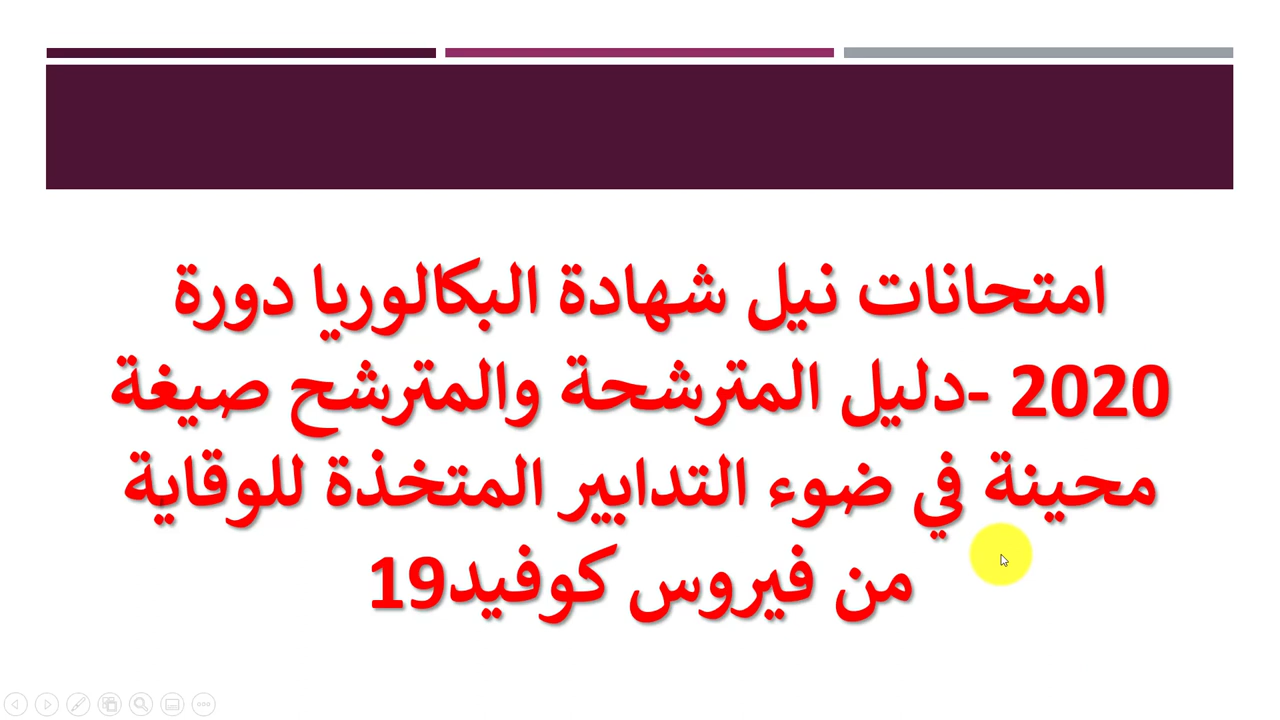 امتحانات نيل شهادة البكالوريا دورة
2020 -دليل المترشحة والمترشح صيغة
محينة في ضوء التدابير المتخذة للوقاية
من فيروس كوفيد19